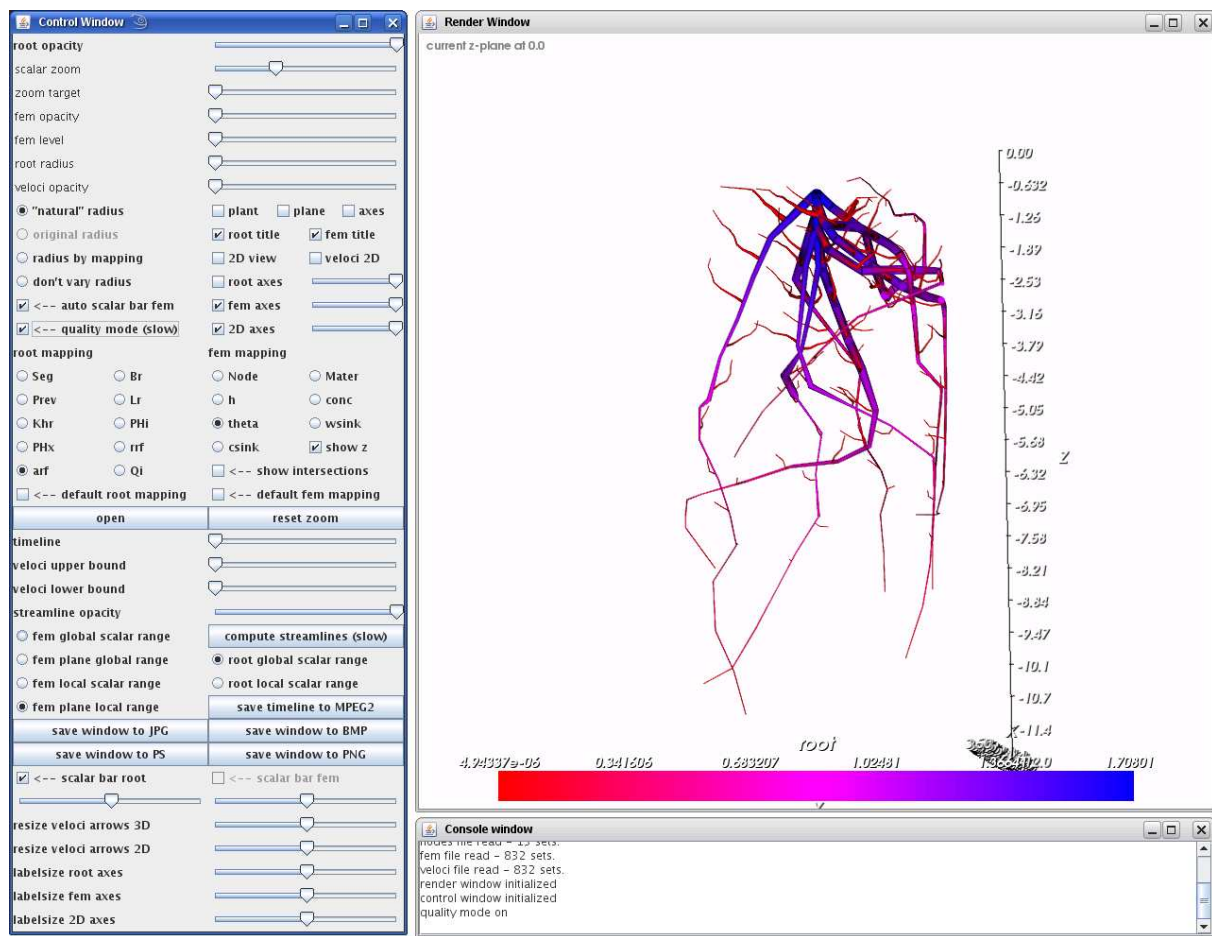 Control Window
root opacity
scalar zoom
zoom target
fem opacity
fem level
root radius
veloci opacity
"natural" radius plant plane axes
original radius root title fem title
radius by mapping 2D view veloci 2D
don't vary radius root axes
<-- auto scalar bar fem fem axes
<-- quality mode (slow) 2D axes
root mapping fem mapping
Seg Br Node Mater
Prev Lr h conc
Khr PHi theta wsink
PHx rrf csink show z
arf Qi <-- show intersections
<-- default root mapping <-- default fem mapping
open reset zoom
timeline
veloci upper bound
veloci lower bound
streamline opacity
fem global scalar range compute streamlines (slow)
fem plane global range root global scalar range
fem local scalar range root local scalar range
fem plane local range save timeline to MPEG2
save window to JPG save window to BMP
save window to PS save window to PNG
<-- scalar bar root <-- scalar bar fem
resize veloci arrows 3D
resize veloci arrows 2D
labelsize root axes
labelsize fem axes
labelsize 2D axes
Render Window
current z-plane at 0.0
0.00
-0.632
-1.26
-1.89
-2.53
-3.16
-3.79
-4.42
-5.05
-5.68
Z
-6.32
-6.95
-7.58
-8.21
-8.84
-9.47
-10.1
-10.7
X -11.4
root
4.94337e-06 0.341606 0.683207 1.02481 1.70801
Console window
nodes file read - 13 sets.
fem file read - 832 sets.
veloci file read - 832 sets.
render window initialized
control window initialized
quality mode on